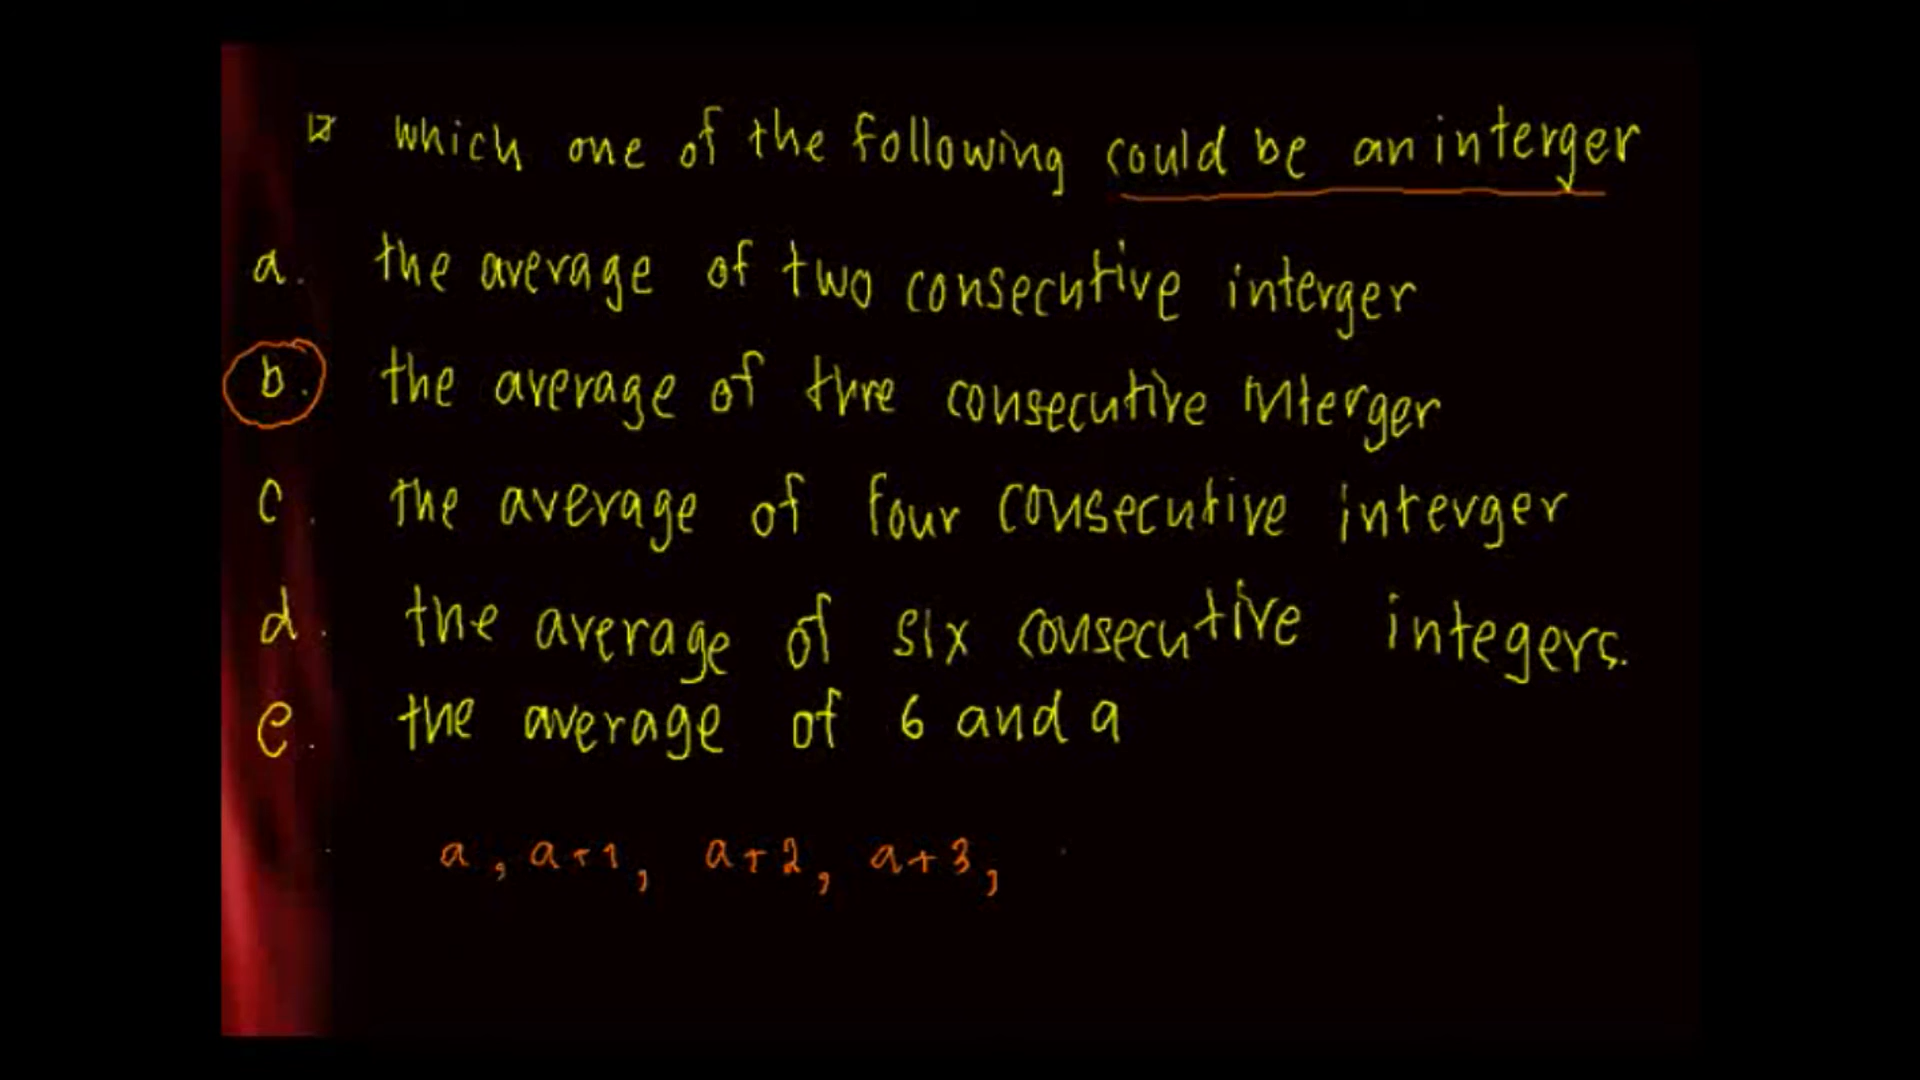 12 which one of the following could be an interger
a. the average of two consecutive interger
b. the average of thre consecutive interger
c. the average of four consecutive interger
d. the average of six consecutive integers.
e. the average of 6 and 9
a, a+1, a+2, a+3,